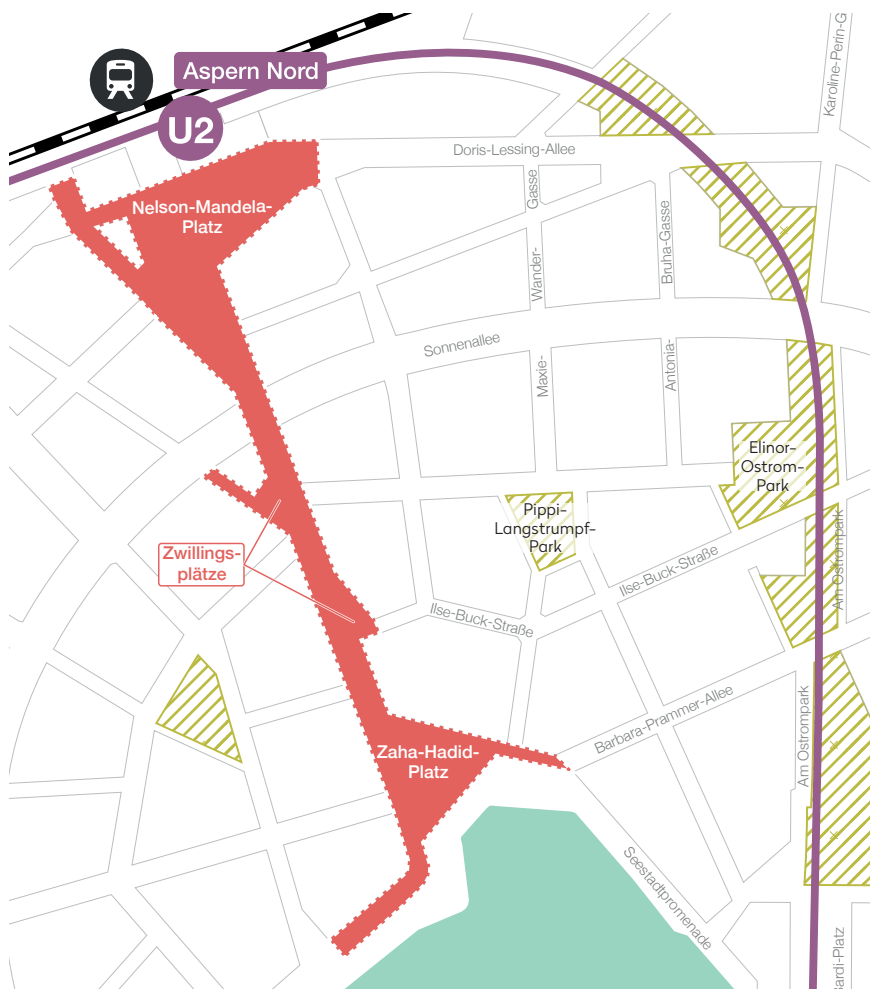 Aspern Nord
U2
Karoline-Perin-G
Doris-Lessing-Allee
Nelson-Mandela-
Platz
Maxie-
Wander-
Gasse
Antonia-
Bruha-Gasse
Sonnenallee
Elinor-
Ostrom-
Park
Pippi-
Langstrumpf-
Park
Zwillings-
plätze
Ilse-Buck-Straße
Ilse-Buck-Straße
Am Ostrompark
Barbara-Prammer-Allee
Am Ostrompark
Zaha-Hadid-
Platz
Seestadtpromenade
Bardi-Platz